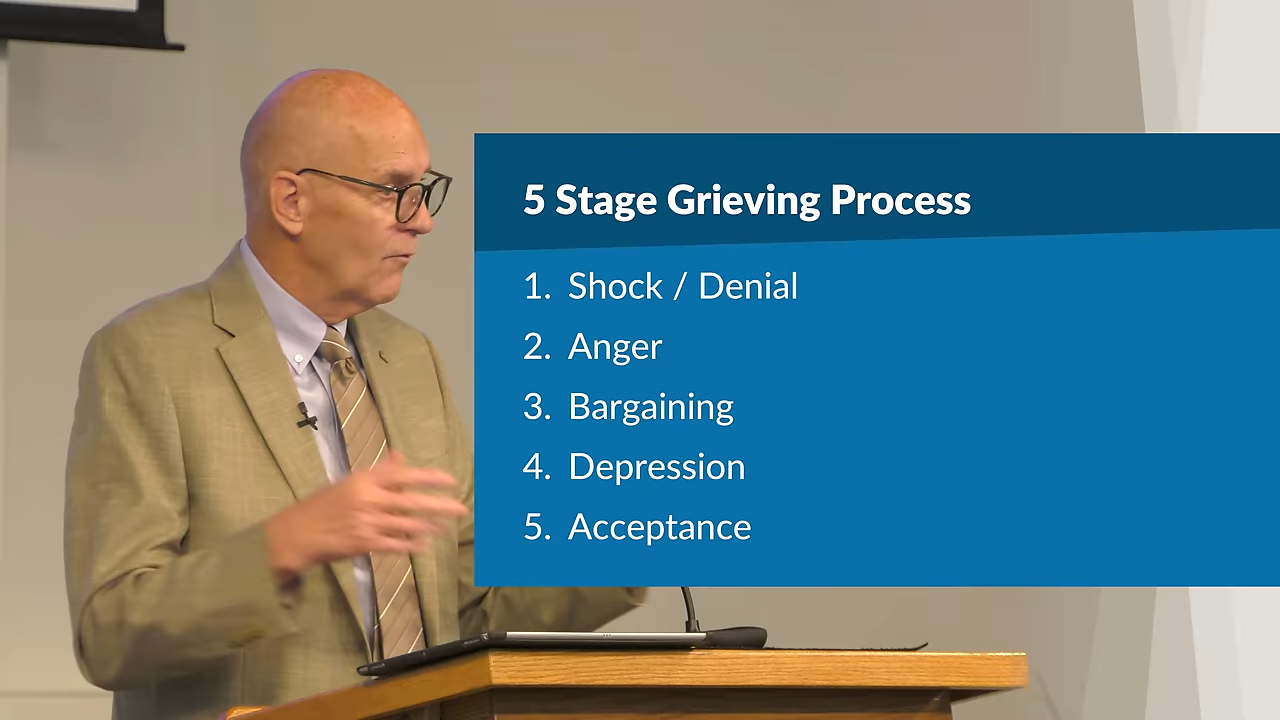 5 Stage Grieving Process
1. Shock / Denial
2. Anger
3. Bargaining
4. Depression
5. Acceptance